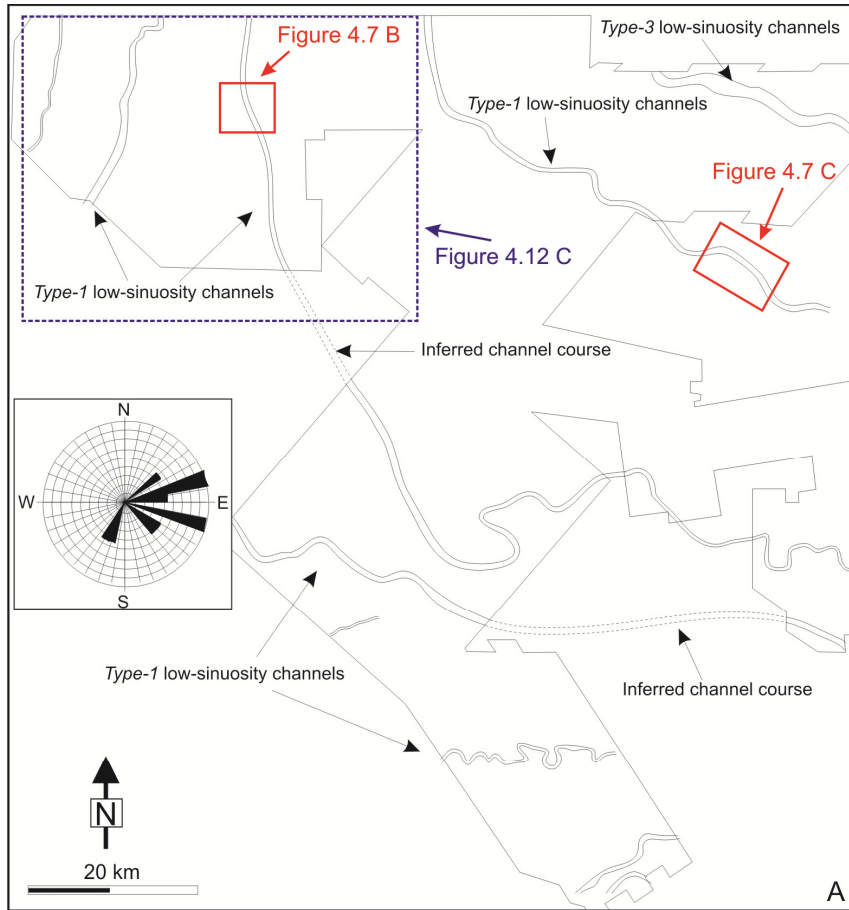 Type-3 low-sinuosity channels
Figure 4.7 B
Type-1 low-sinuosity channels
Figure 4.7 C
Figure 4.12 C
Type-1 low-sinuosity channels
Inferred channel course
N
W
E
S
Type-1 low-sinuosity channels
Inferred channel course
N
20 km
A